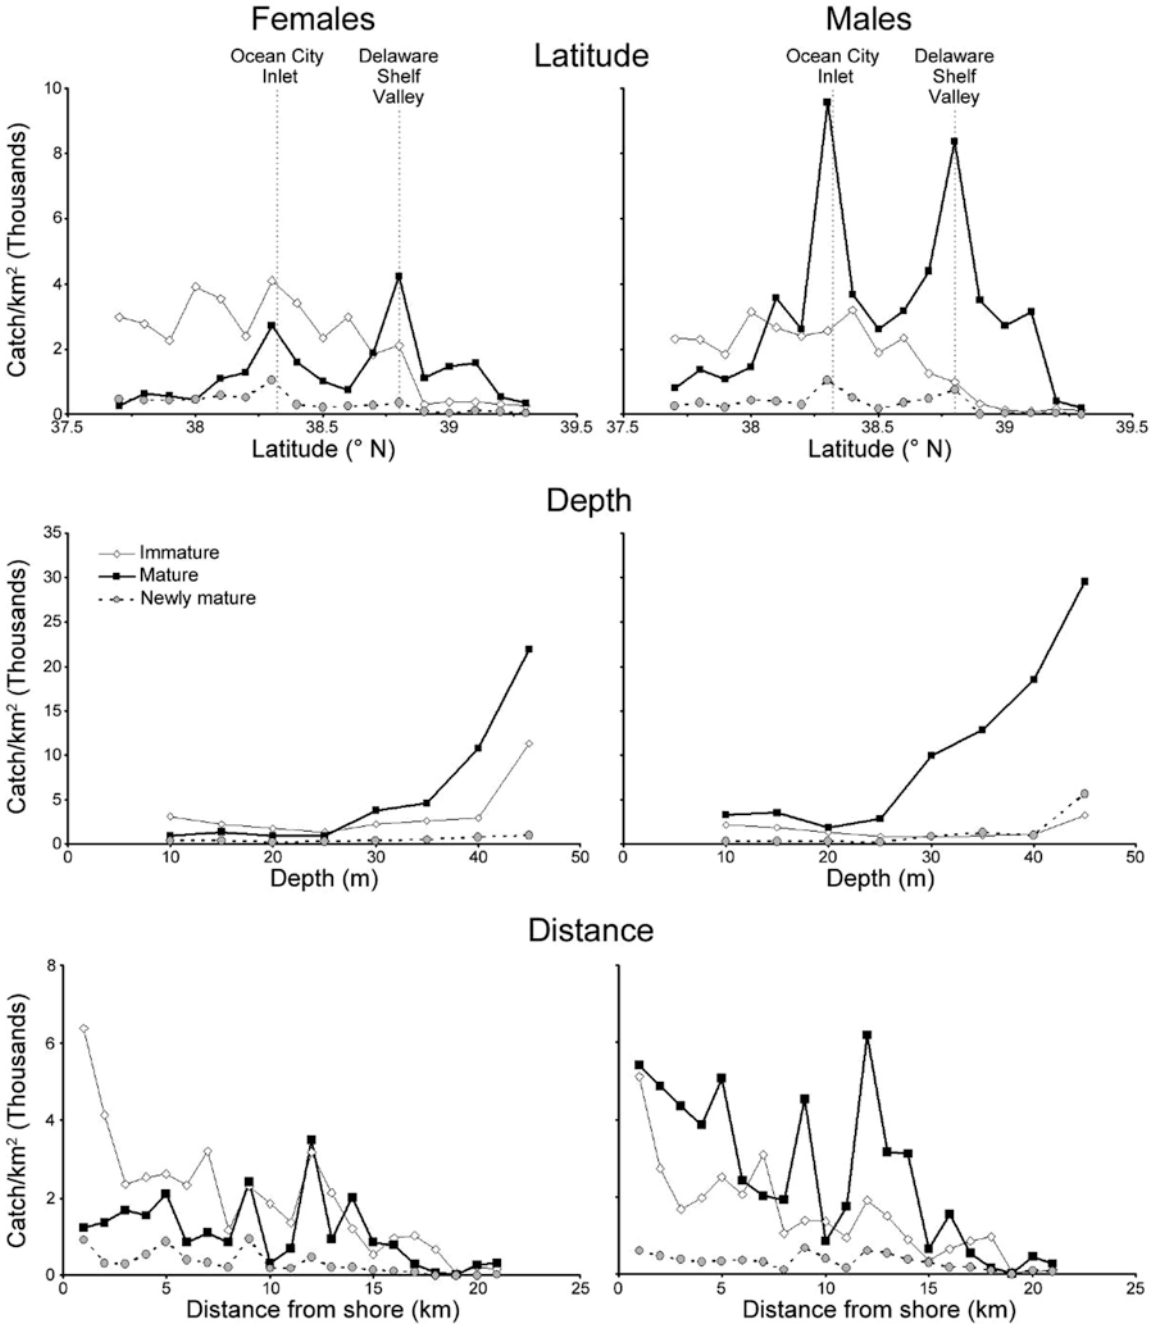 Females
Males
Latitude
Ocean City
Inlet
Delaware
Shelf
Valley
Ocean City
Inlet
Delaware
Shelf
Valley
Catch/km² (Thousands)
10
8
6
4
2
0
37.5 38 38.5 39 39.5
37.5 38 38.5 39 39.5
Latitude (° N)
Latitude (° N)
Depth
Catch/km² (Thousands)
35
30
25
20
15
10
5
0
Immature
Mature
Newly mature
0 10 20 30 40 50
0 10 20 30 40 50
Depth (m)
Depth (m)
Distance
Catch/km² (Thousands)
8
6
4
2
0
0 5 10 15 20 25
0 5 10 15 20 25
Distance from shore (km)
Distance from shore (km)